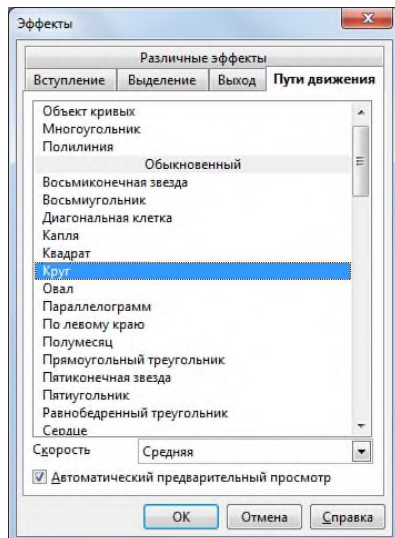 Эффекты
Различные эффекты
Вступление Выделение Выход Пути движения
Объект кривых
Многоугольник
Полилиния
Обыкновенный
Восьмиконечная звезда
Восьмиугольник
Диагональная клетка
Капля
Квадрат
Круг
Овал
Параллелограмм
По левому краю
Полумесяц
Прямоугольный треугольник
Пятиконечная звезда
Пятиугольник
Равнобедренный треугольник
Сердце
Скорость Средняя
Автоматический предварительный просмотр
ОК Отмена Справка